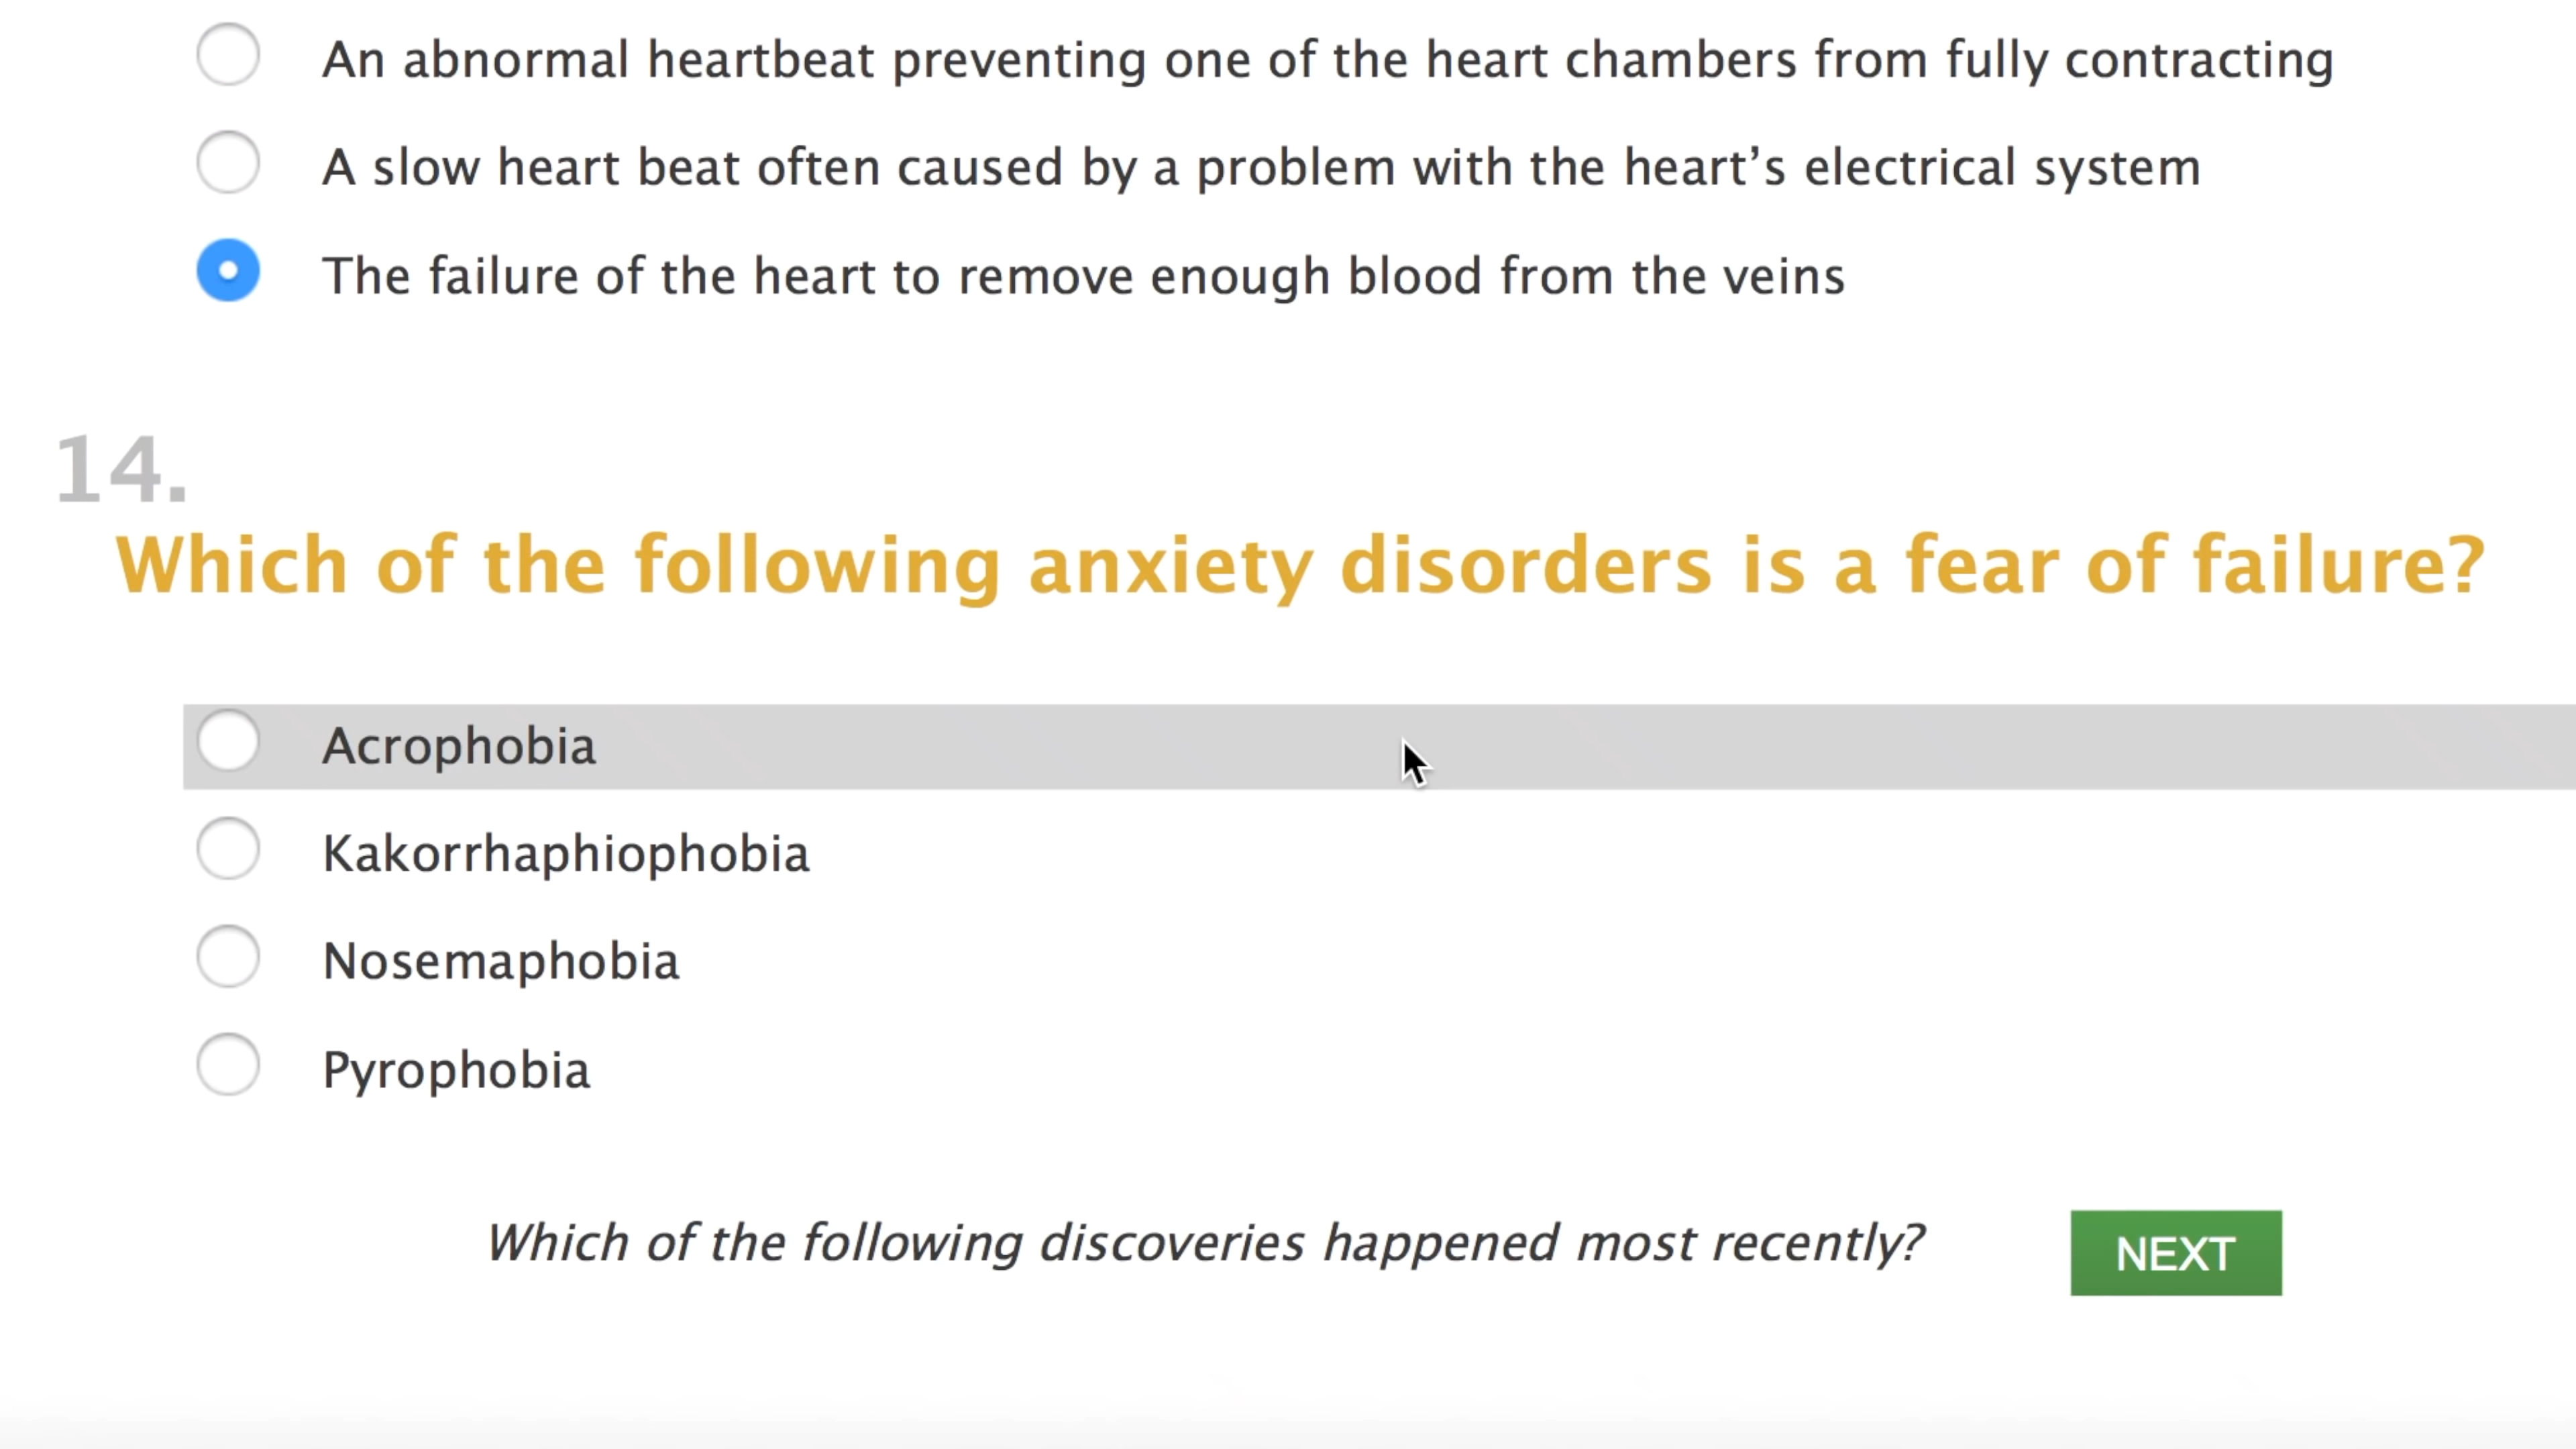 An abnormal heartbeat preventing one of the heart chambers from fully contracting
A slow heart beat often caused by a problem with the heart’s electrical system
The failure of the heart to remove enough blood from the veins
14.
Which of the following anxiety disorders is a fear of failure?
Acrophobia
Kakorrhaphiophobia
Nosemaphobia
Pyrophobia
Which of the following discoveries happened most recently?
NEXT